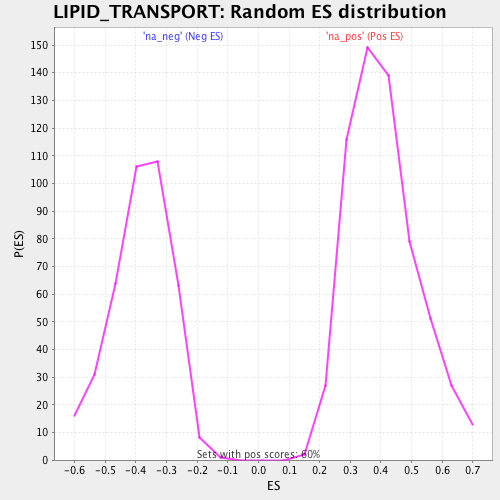 LIPID_TRANSPORT: Random ES distribution
'na_neg' (Neg ES) 'na_pos' (Pos ES)
150
140
130
120
110
100
90
80
70
60
50
40
30
20
10
0
P(ES)
Sets with pos scores: 60%
-0.6 -0.5 -0.4 -0.3 -0.2 -0.1 0.0 0.1 0.2 0.3 0.4 0.5 0.6 0.7
ES